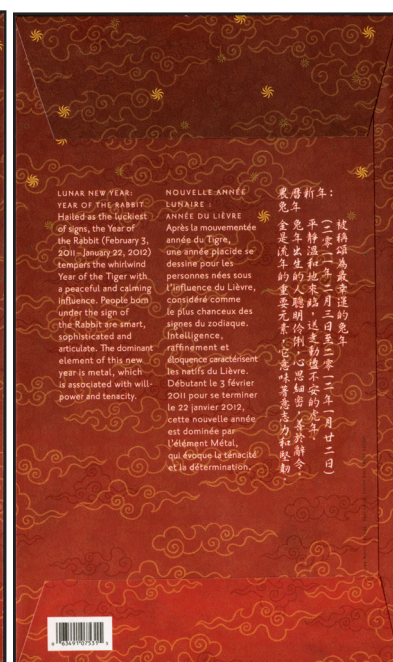 LUNAR NEW YEAR:
YEAR OF THE RABBIT
Hailed as the luckiest
of signs, the Year of
the Rabbit (February 3,
2011 – January 22, 2012)
tempers the whirlwind
Year of the Tiger with
a peaceful and calming
influence. People born
under the sign of
the Rabbit are smart,
sophisticated and
articulate. The dominant
element of this new
year is metal, which
is associated with will-
power and tenacity.
NOUVELLE ANNÉE
LUNAIRE :
ANNÉE DU LIÈVRE
Après la mouvementée
année du Tigre,
une année placide se
dessine pour les
personnes nées sous
l'influence du Lièvre,
considéré comme
le plus chanceux des
signes du zodiaque.
Intelligence,
raffinement et
éloquence caractérisent
les natifs du Lièvre.
Débutant le 3 février
2011 pour se terminer
le 22 janvier 2012,
cette nouvelle année
est dominée par
l'élément Métal,
qui évoque la ténacité
et la détermination.
農曆新年：
兔年
被稱頌為最幸運的兔年
(二零一一年二月三日至二零一二年一月廿二日)
平靜溫和地來臨，送走動盪不安的虎年。
兔年出生的人聰明伶俐，心思細密，善於辭令。
金是流年的重要元素，它意味著意志力和堅韌。
0 63491 07531